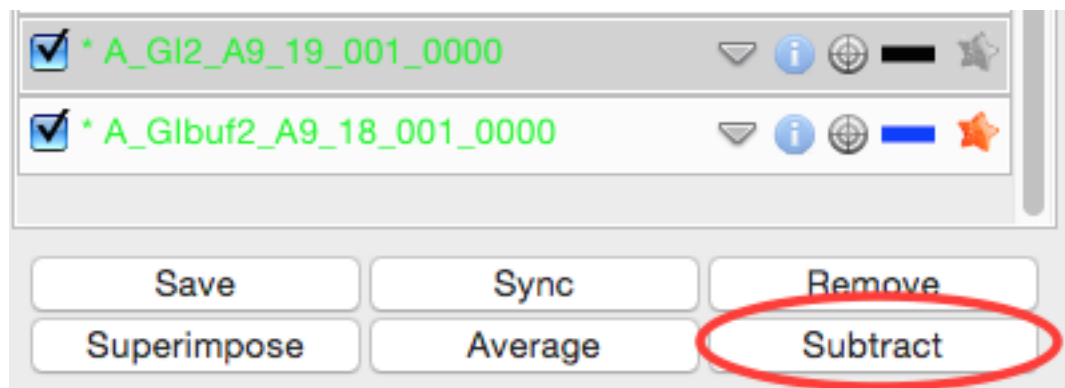 * A_GI2_A9_19_001_0000
* A_GIbuf2_A9_18_001_0000
Save Sync Remove
Superimpose Average Subtract